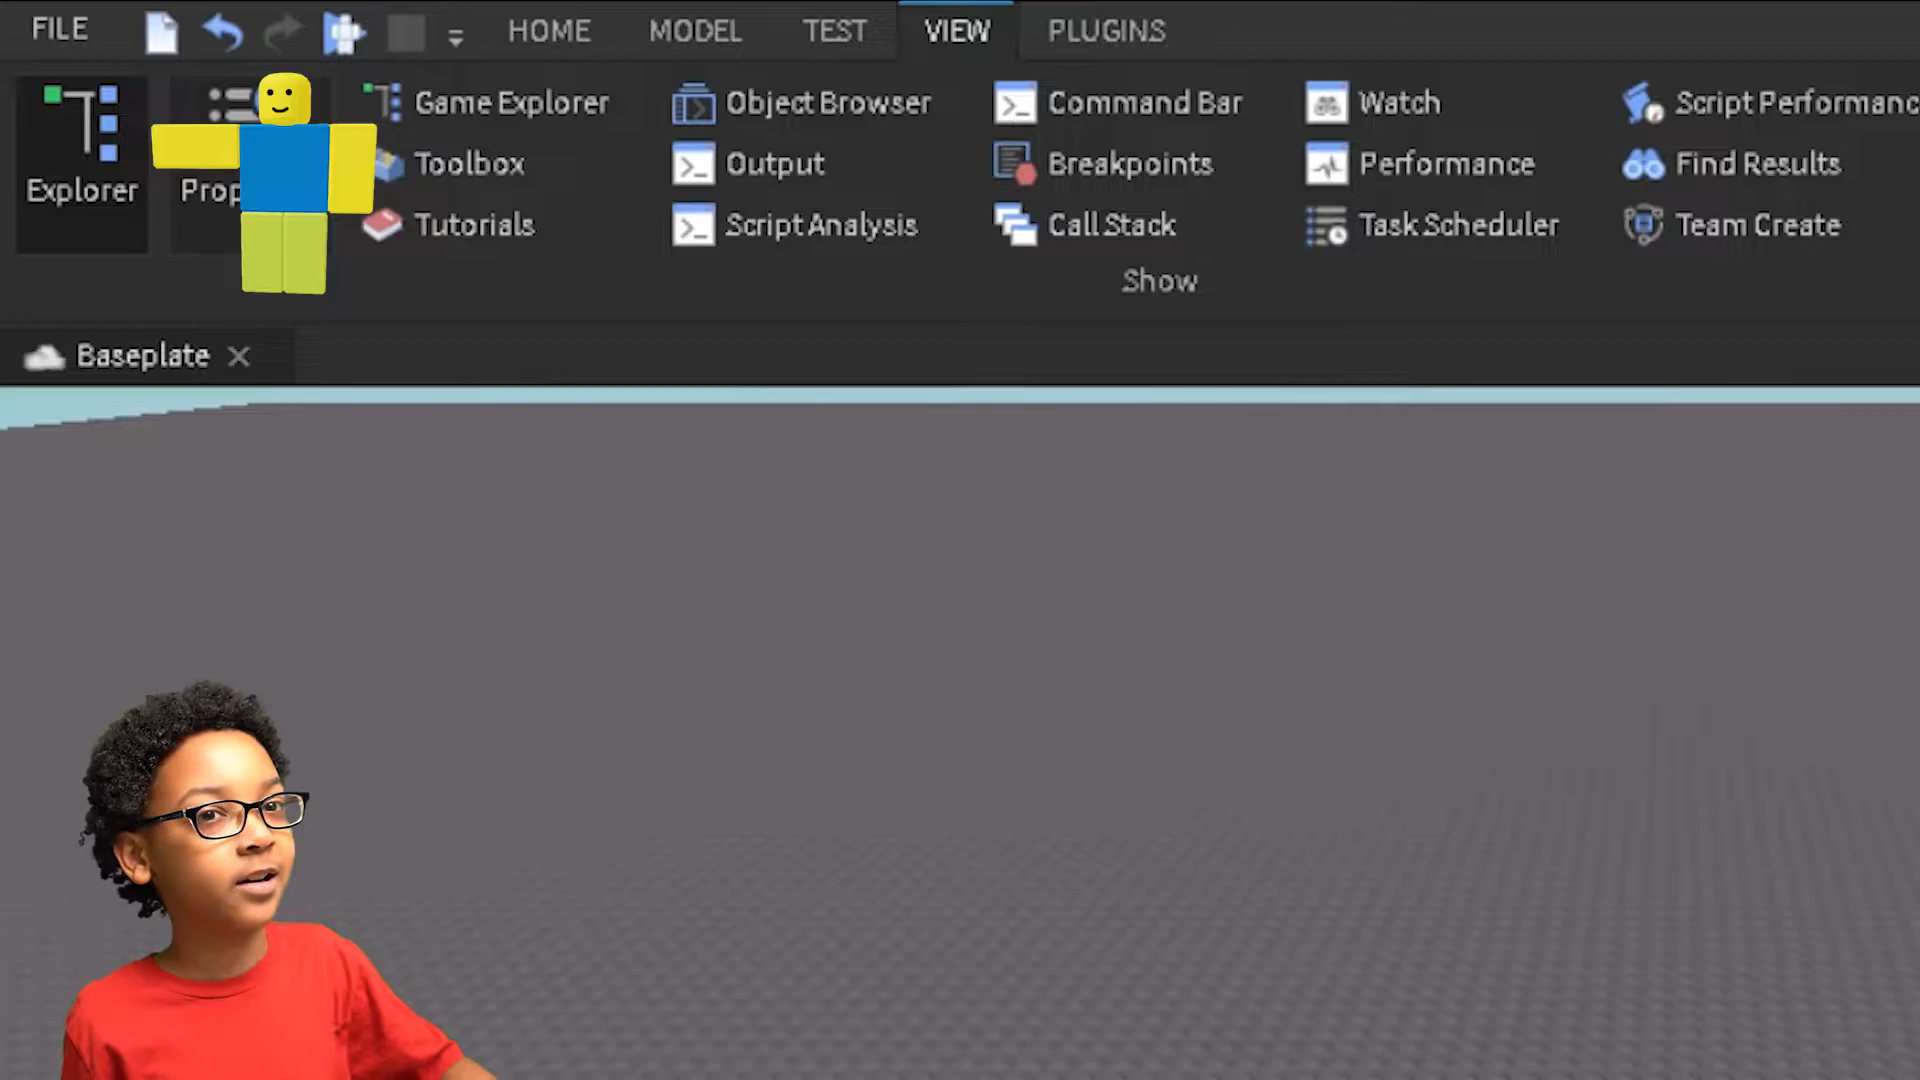 FILE HOME MODEL TEST VIEW PLUGINS
Explorer
Prop
Game Explorer
Toolbox
Tutorials
Object Browser
Output
Script Analysis
Command Bar
Breakpoints
Call Stack
Watch
Performance
Task Scheduler
Script Performanc
Find Results
Team Create
Show
Baseplate